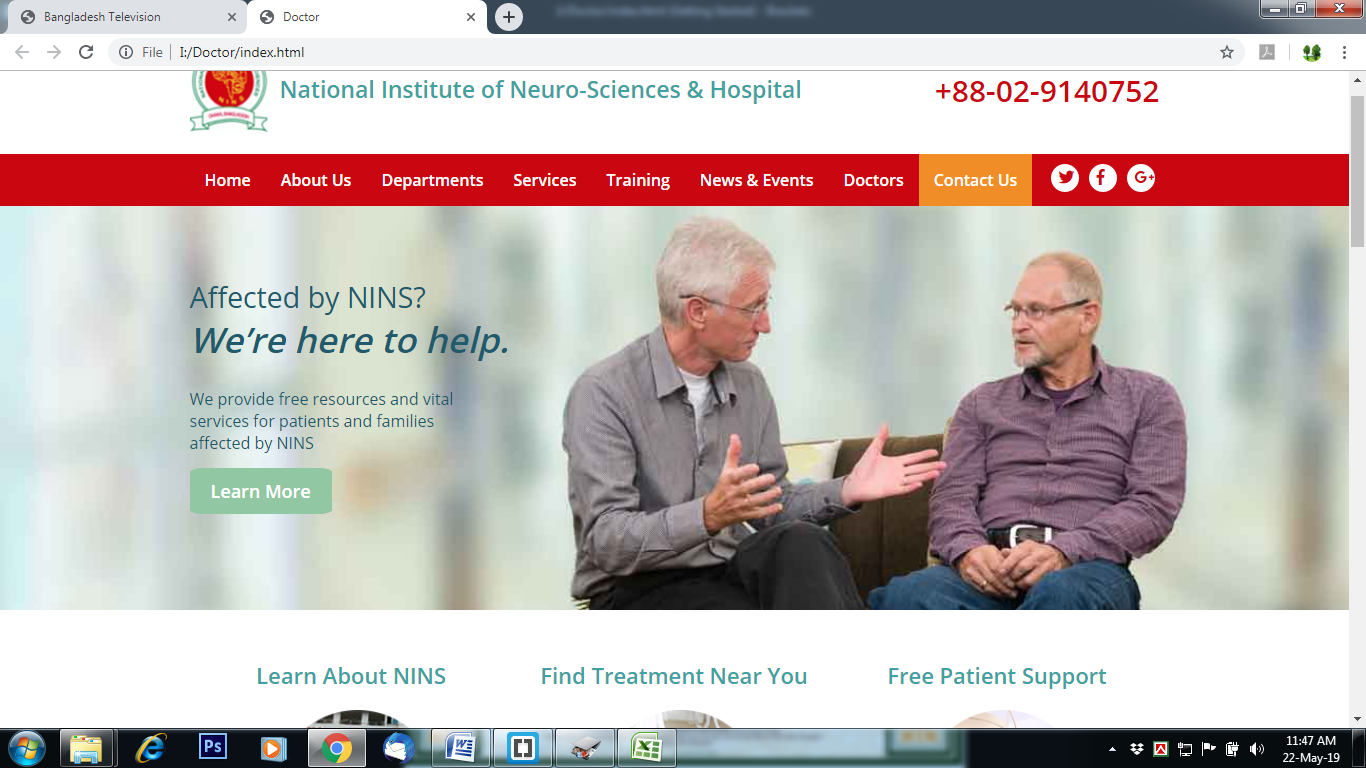 Bangladesh Television
Doctor
File
I:/Doctor/index.html
National Institute of Neuro-Sciences & Hospital
+88-02-9140752
Home
About Us
Departments
Services
Training
News & Events
Doctors
Contact Us
Affected by NINS?
We're here to help.
We provide free resources and vital
services for patients and families
affected by NINS
Learn More
Learn About NINS
Find Treatment Near You
Free Patient Support
Ps
11:47 AM
22-May-19